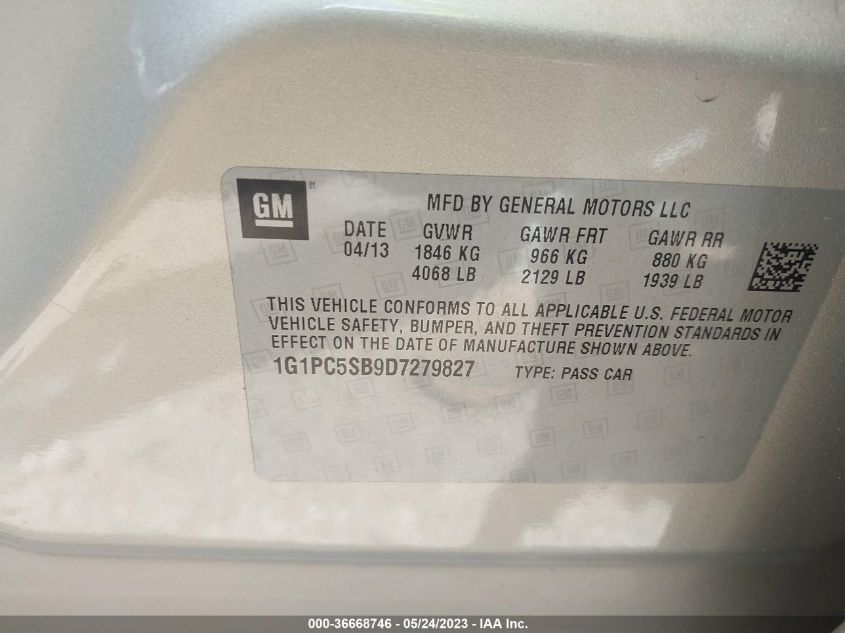 GM ®
MFD BY GENERAL MOTORS LLC
DATE GVWR GAWR FRT GAWR RR
04/13 1846 KG 966 KG 880 KG
4068 LB 2129 LB 1939 LB
THIS VEHICLE CONFORMS TO ALL APPLICABLE U.S. FEDERAL MOTOR
VEHICLE SAFETY, BUMPER, AND THEFT PREVENTION STANDARDS IN
EFFECT ON THE DATE OF MANUFACTURE SHOWN ABOVE.
1G1PC5SB9D7279827 TYPE: PASS CAR
000-36668746 - 05/24/2023 - IAA Inc.